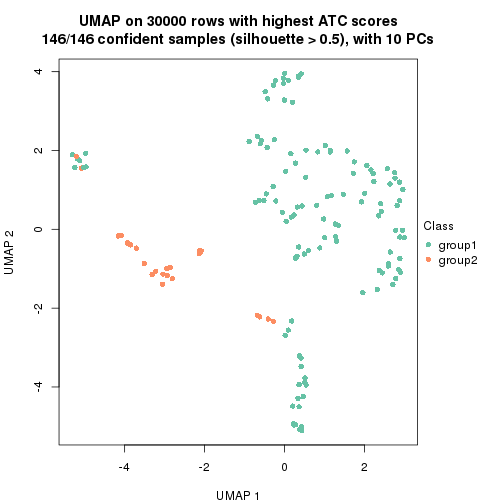 UMAP on 30000 rows with highest ATC scores
146/146 confident samples (silhouette > 0.5), with 10 PCs
4
2
0
-2
-4
UMAP 2
-4
-2
0
2
UMAP 1
Class
group1
group2